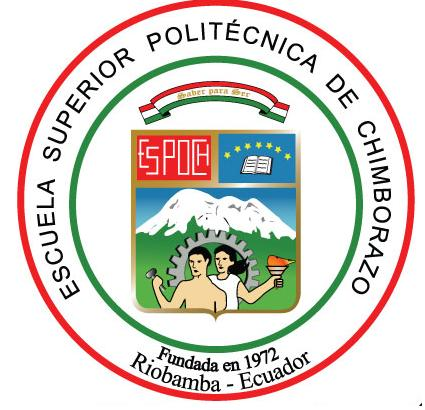 ESCUELA SUPERIOR POLITÉCNICA DE CHIMBORAZO
Saber para Ser
ESPOCH
Fundada en 1972
Riobamba - Ecuador